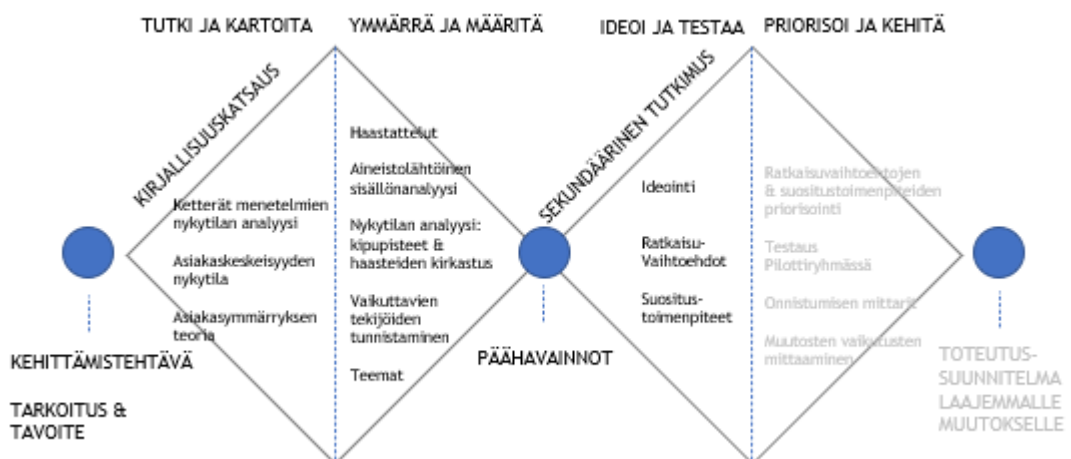 TUTKI JA KARTOITA
YMMÄRRÄ JA MÄÄRITÄ
IDEOI JA TESTAA
PRIORISOI JA KEHITÄ
KIRJALLISUUSKATSAUS
Ketterät menetelmien
nykytilan analyysi
Asiakaskeskeisyyden
nykytila
Asiakasymmärryksen
teoria
Haastattelut
Aineistolähtöinen
sisällönanalyysi
Nykytilan analyysi:
kipupisteet &
haasteiden kirkastus
Vaikuttavien
tekijöiden
tunnistaminen
Teemat
SEKUNDÄÄRINEN TUTKIMUS
Ideointi
Ratkaisu-
Vaihtoehdot
Suositus-
toimenpiteet
Ratkaisuvaihtoehtojen
& suositustoimenpiteiden
priorisointi
Testaus
Pilottiryhmässä
Onnistumisen mittarit
Muutosten vaikutusten
mittaaminen
KEHITTÄMISTEHTÄVÄ
TARKOITUS &
TAVOITE
PÄÄHAVAINNOT
TOTEUTUS-
SUUNNITELMA
LAAJEMMALLE
MUUTOKSELLE